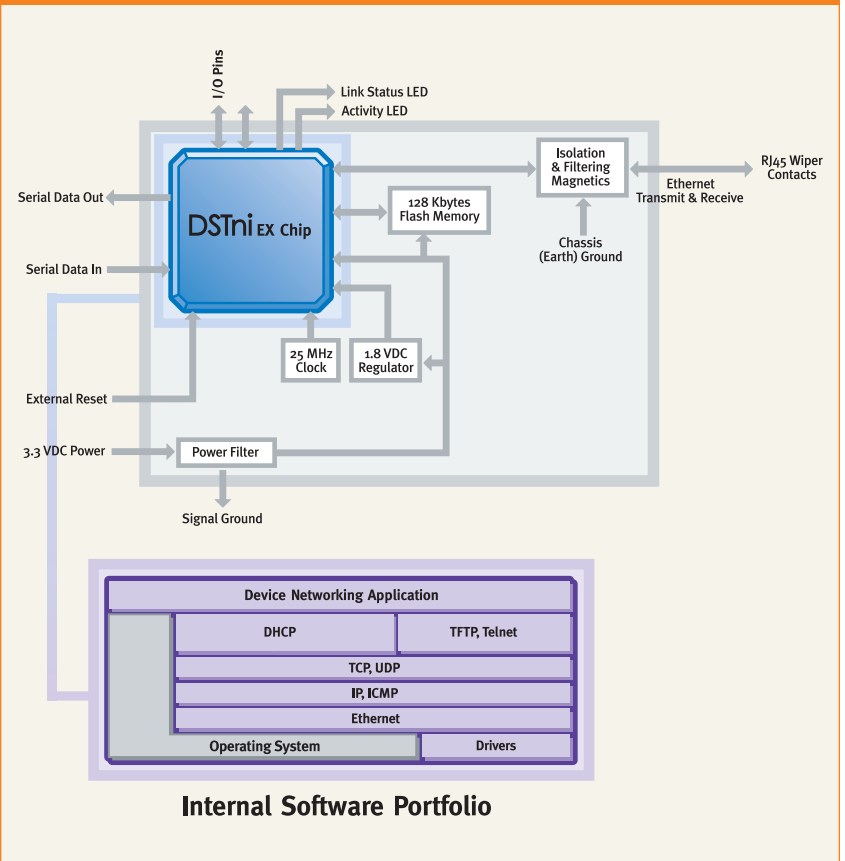 I/O Pins
Link Status LED
Activity LED
Isolation
& Filtering
Magnetics
RJ45 Wiper
Contacts
Ethernet
Transmit & Receive
Serial Data Out
128 Kbytes
Flash Memory
DSTni EX Chip
Chassis
(Earth) Ground
Serial Data In
25 MHz
Clock
1.8 VDC
Regulator
External Reset
3.3 VDC Power
Power Filter
Signal Ground
Device Networking Application
DHCP
TFTP, Telnet
TCP, UDP
IP, ICMP
Ethernet
Operating System
Drivers
Internal Software Portfolio